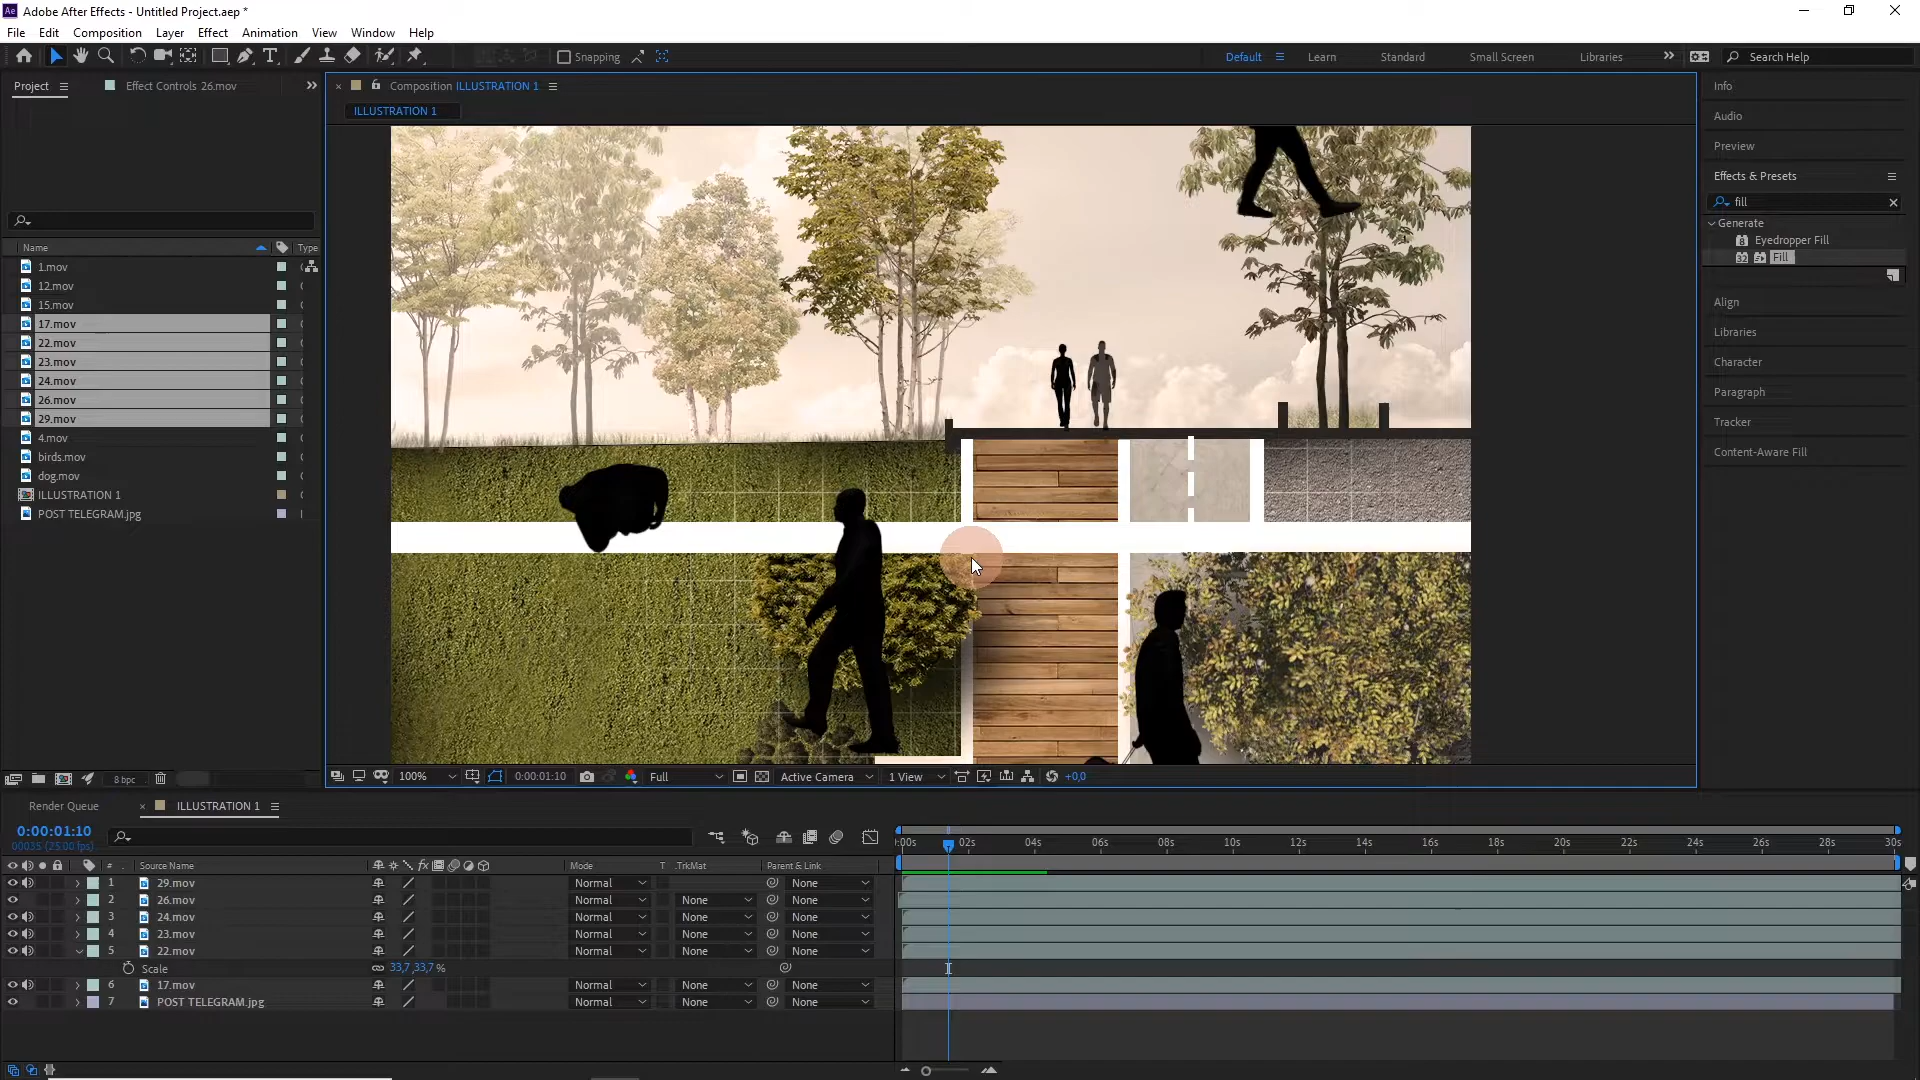 Adobe After Effects - Untitled Project.aep *
File Edit Composition Layer Effect Animation View Window Help
Snapping
Default Learn Standard Small Screen Libraries Search Help
Project Effect Controls 26.mov
Composition ILLUSTRATION 1
ILLUSTRATION 1
Name Type
1.mov
12.mov
15.mov
17.mov
22.mov
23.mov
24.mov
26.mov
29.mov
4.mov
birds.mov
dog.mov
ILLUSTRATION 1
POST TELEGRAM.jpg
8 bpc
100% 0:00:01:10 Full Active Camera 1 View +0,0
Info
Audio
Preview
Effects & Presets
fill
Generate
Eyedropper Fill
32 Fill
Align
Libraries
Character
Paragraph
Tracker
Content-Aware Fill
Render Queue ILLUSTRATION 1
0:00:01:10
00035 (25.00 fps)
:00s 02s 04s 06s 08s 10s 12s 14s 16s 18s 20s 22s 24s 26s 28s 30s
# Source Name fx Mode T .TrkMat Parent & Link
1 29.mov Normal None
2 26.mov Normal None None
3 24.mov Normal None None
4 23.mov Normal None None
5 22.mov Normal None None
Scale 33,7 ,33,7 %
6 17.mov Normal None None
7 POST TELEGRAM.jpg Normal None None